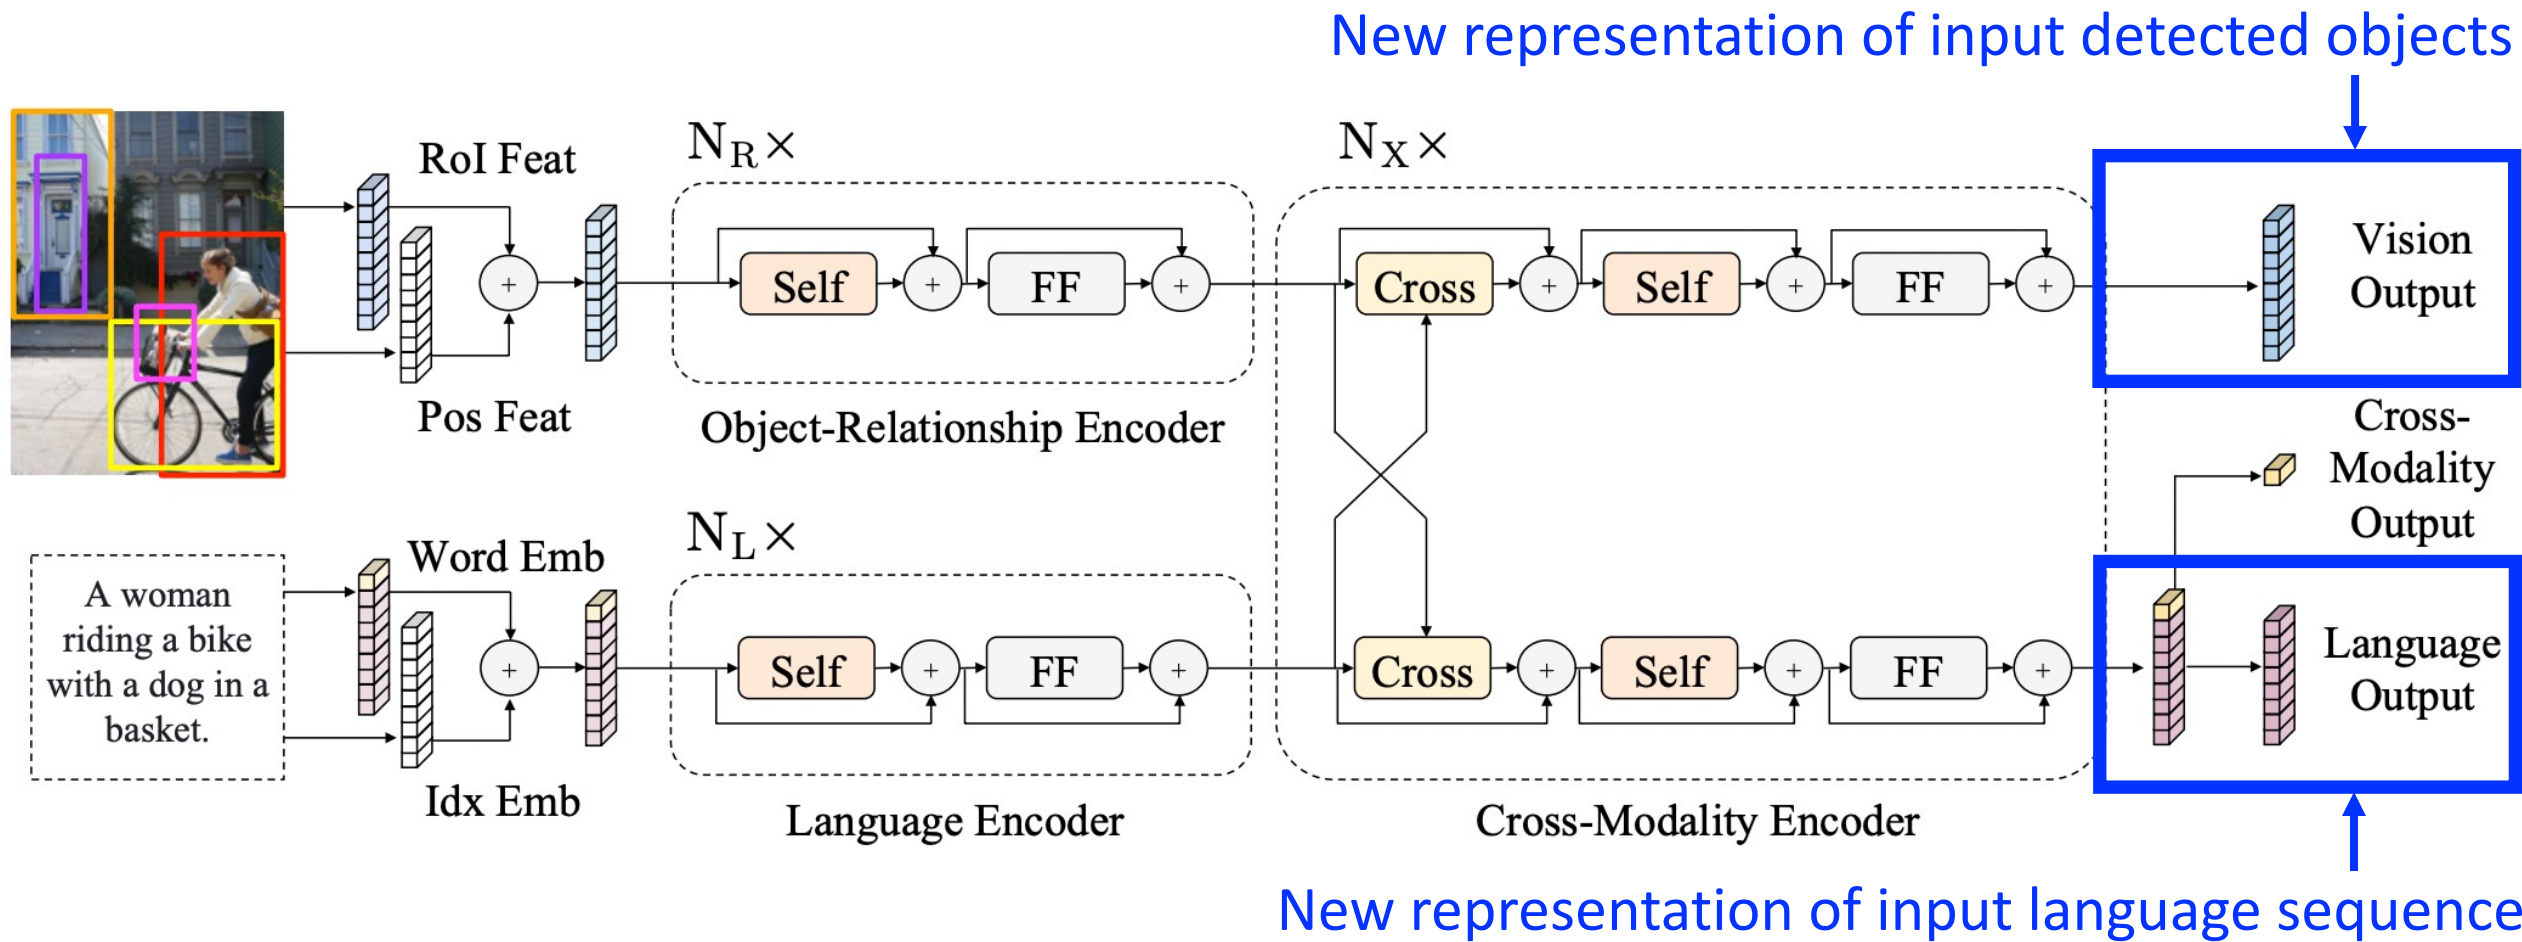 New representation of input detected objects
RoI Feat
Pos Feat
N_R×
Self
+
FF
+
Object-Relationship Encoder
N_X×
Cross
+
Self
+
FF
+
Vision
Output
Cross-
Modality
Output
A woman
riding a bike
with a dog in a
basket.
Word Emb
Idx Emb
+
+
N_L×
Self
+
FF
+
Language Encoder
Cross
+
Self
+
FF
+
Cross-Modality Encoder
Language
Output
New representation of input language sequence